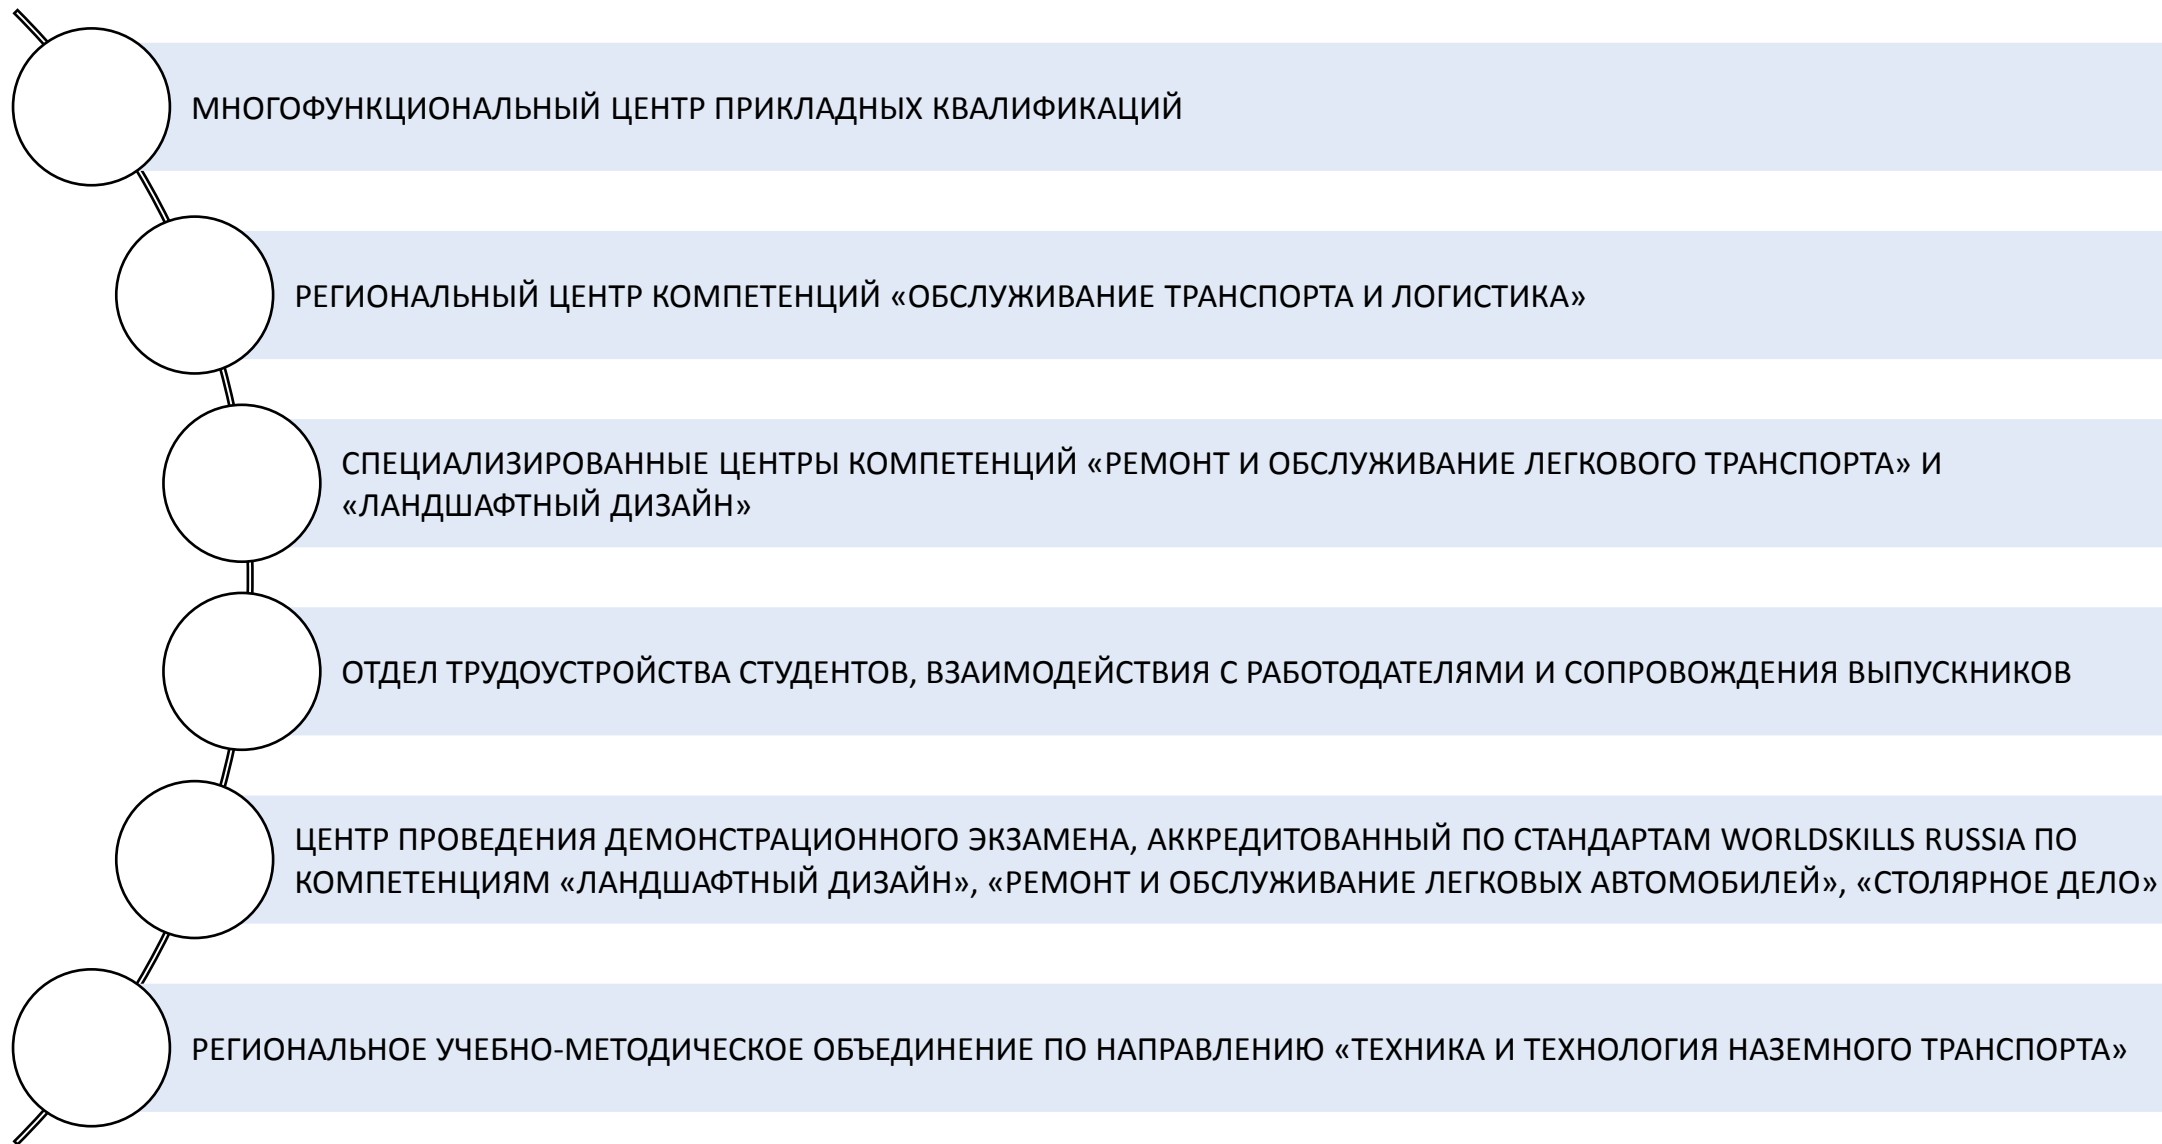 МНОГОФУНКЦИОНАЛЬНЫЙ ЦЕНТР ПРИКЛАДНЫХ КВАЛИФИКАЦИЙ
РЕГИОНАЛЬНЫЙ ЦЕНТР КОМПЕТЕНЦИЙ «ОБСЛУЖИВАНИЕ ТРАНСПОРТА И ЛОГИСТИКА»
СПЕЦИАЛИЗИРОВАННЫЕ ЦЕНТРЫ КОМПЕТЕНЦИЙ «РЕМОНТ И ОБСЛУЖИВАНИЕ ЛЕГКОВОГО ТРАНСПОРТА» И
«ЛАНДШАФТНЫЙ ДИЗАЙН»
ОТДЕЛ ТРУДОУСТРОЙСТВА СТУДЕНТОВ, ВЗАИМОДЕЙСТВИЯ С РАБОТОДАТЕЛЯМИ И СОПРОВОЖДЕНИЯ ВЫПУСКНИКОВ
ЦЕНТР ПРОВЕДЕНИЯ ДЕМОНСТРАЦИОННОГО ЭКЗАМЕНА, АККРЕДИТОВАННЫЙ ПО СТАНДАРТАМ WORLDSKILLS RUSSIA ПО
КОМПЕТЕНЦИЯМ «ЛАНДШАФТНЫЙ ДИЗАЙН», «РЕМОНТ И ОБСЛУЖИВАНИЕ ЛЕГКОВЫХ АВТОМОБИЛЕЙ», «СТОЛЯРНОЕ ДЕЛО»
РЕГИОНАЛЬНОЕ УЧЕБНО-МЕТОДИЧЕСКОЕ ОБЪЕДИНЕНИЕ ПО НАПРАВЛЕНИЮ «ТЕХНИКА И ТЕХНОЛОГИЯ НАЗЕМНОГО ТРАНСПОРТА»